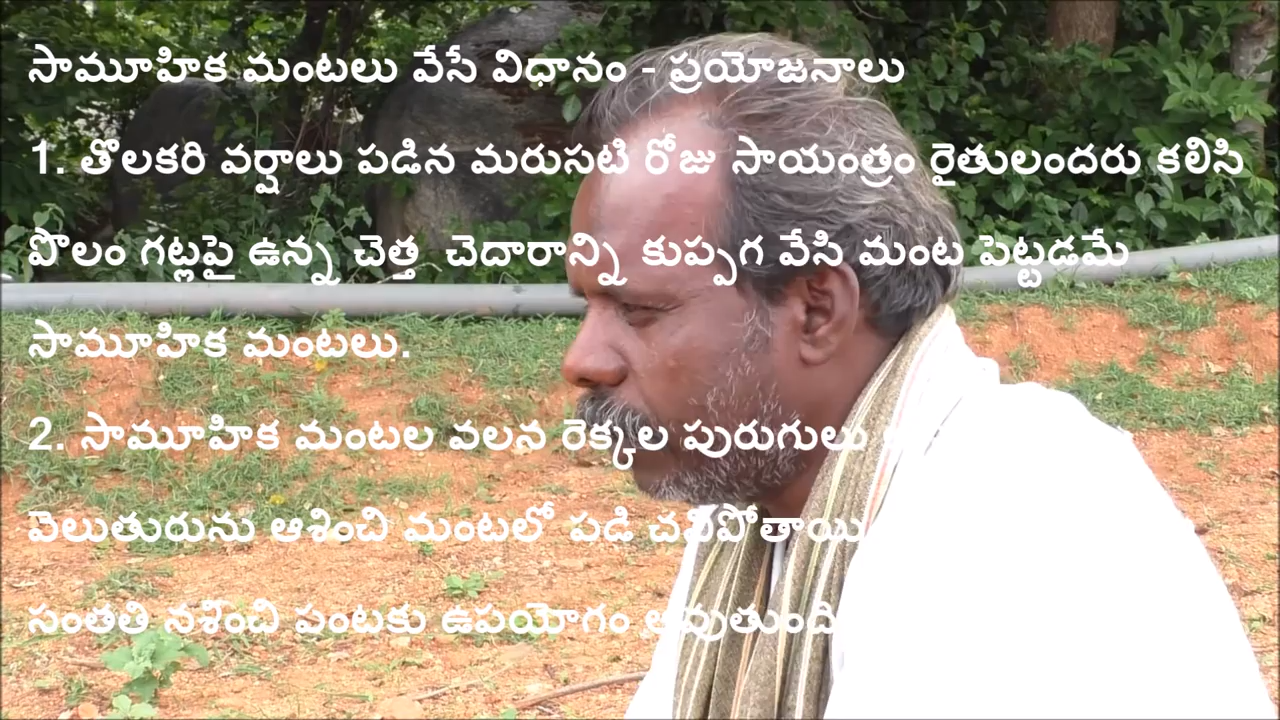 సామూహిక మంటలు వేసే విధానం - ప్రయోజనాలు
1. తొలకరి వర్షాలు పడిన మరుసటి రోజు సాయంత్రం రైతులందరు కలిసి
పొలం గట్లపై ఉన్న చెత్త చెదారాన్ని కుప్పగ వేసి మంట పెట్టడమే
సామూహిక మంటలు.
2. సామూహిక మంటల వలన రెక్కల పురుగులు
వెలుతురును ఆశించి మంటలో పడి చనిపోతాయి
సంతతి నశించి పంటకు ఉపయోగం అవుతుంది